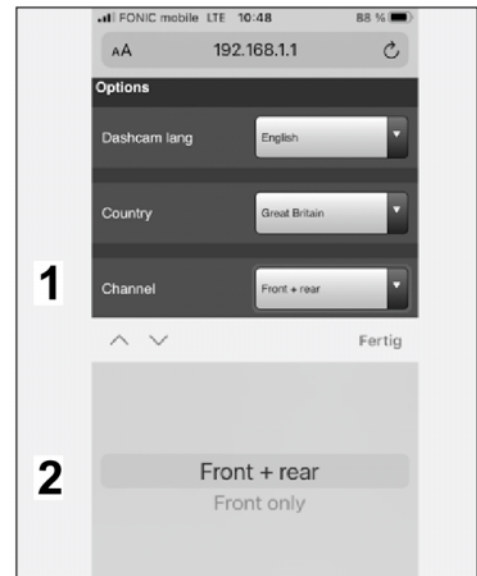 FONIC mobile LTE 10:48 88 %
AA 192.168.1.1
Options
Dashcam lang English
Country Great Britain
1 Channel Front + rear
Fertig
2 Front + rear
Front only